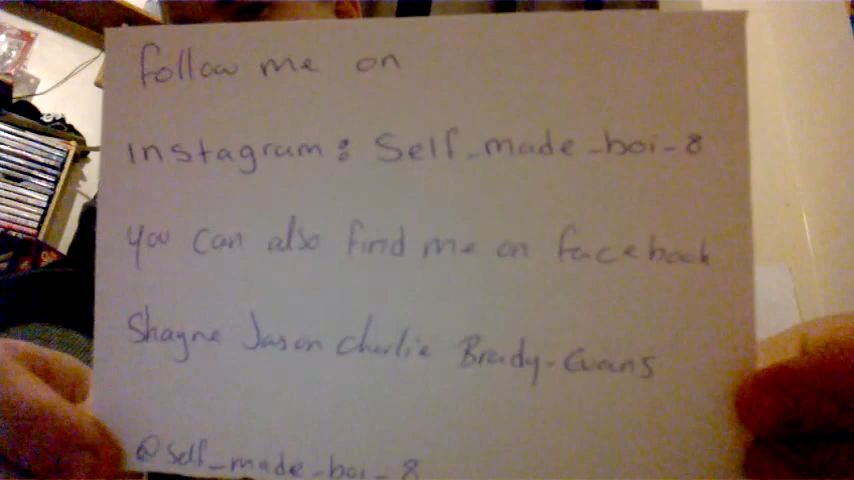 follow me on
instagram: Self_made_boi_8
you can also find me on facebook
Shayne Jason Charlie Brady-Evans
@self_made_boi_8